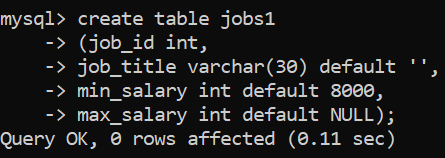 mysql> create table jobs1
    -> (job_id int,
    -> job_title varchar(30) default '',
    -> min_salary int default 8000,
    -> max_salary int default NULL);
Query OK, 0 rows affected (0.11 sec)